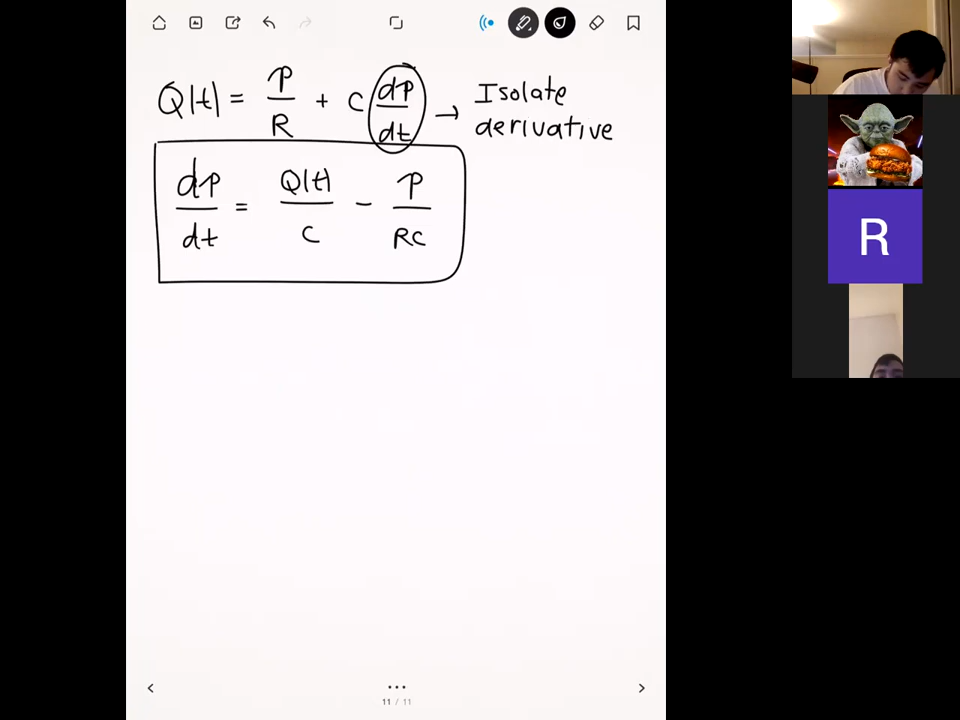 Q(t) = P/R + C dP/dt → Isolate derivative
dP/dt = Q(t)/C - P/RC
R
11 / 11